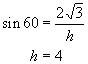 sin 60 = 2√3/h
h = 4